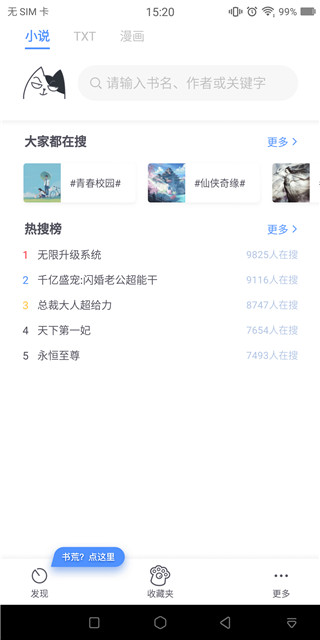 无 SIM 卡 15:20 99%
小说 TXT 漫画
请输入书名、作者或关键字
大家都在搜 更多
#青春校园# #仙侠奇缘#
热搜榜 更多
1 无限升级系统 9825人在搜
2 千亿盛宠:闪婚老公超能干 9116人在搜
3 总裁大人超给力 8747人在搜
4 天下第一妃 7654人在搜
5 永恒至尊 7493人在搜
书荒？点这里
发现 收藏夹 更多